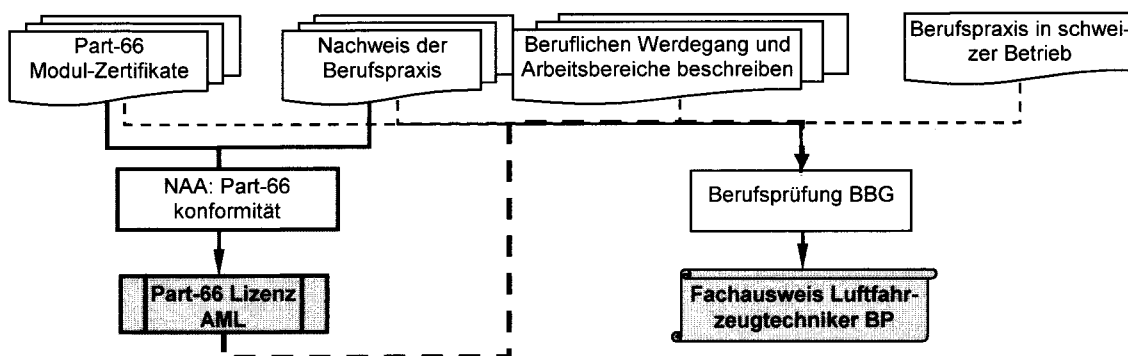 Part-66
Modul-Zertifikate
Nachweis der
Berufspraxis
Beruflichen Werdegang und
Arbeitsbereiche beschreiben
Berufspraxis in schwei-
zer Betrieb
NAA: Part-66
konformität
Berufsprüfung BBG
Part-66 Lizenz
AML
Fachausweis Luftfahr-
zeugtechniker BP